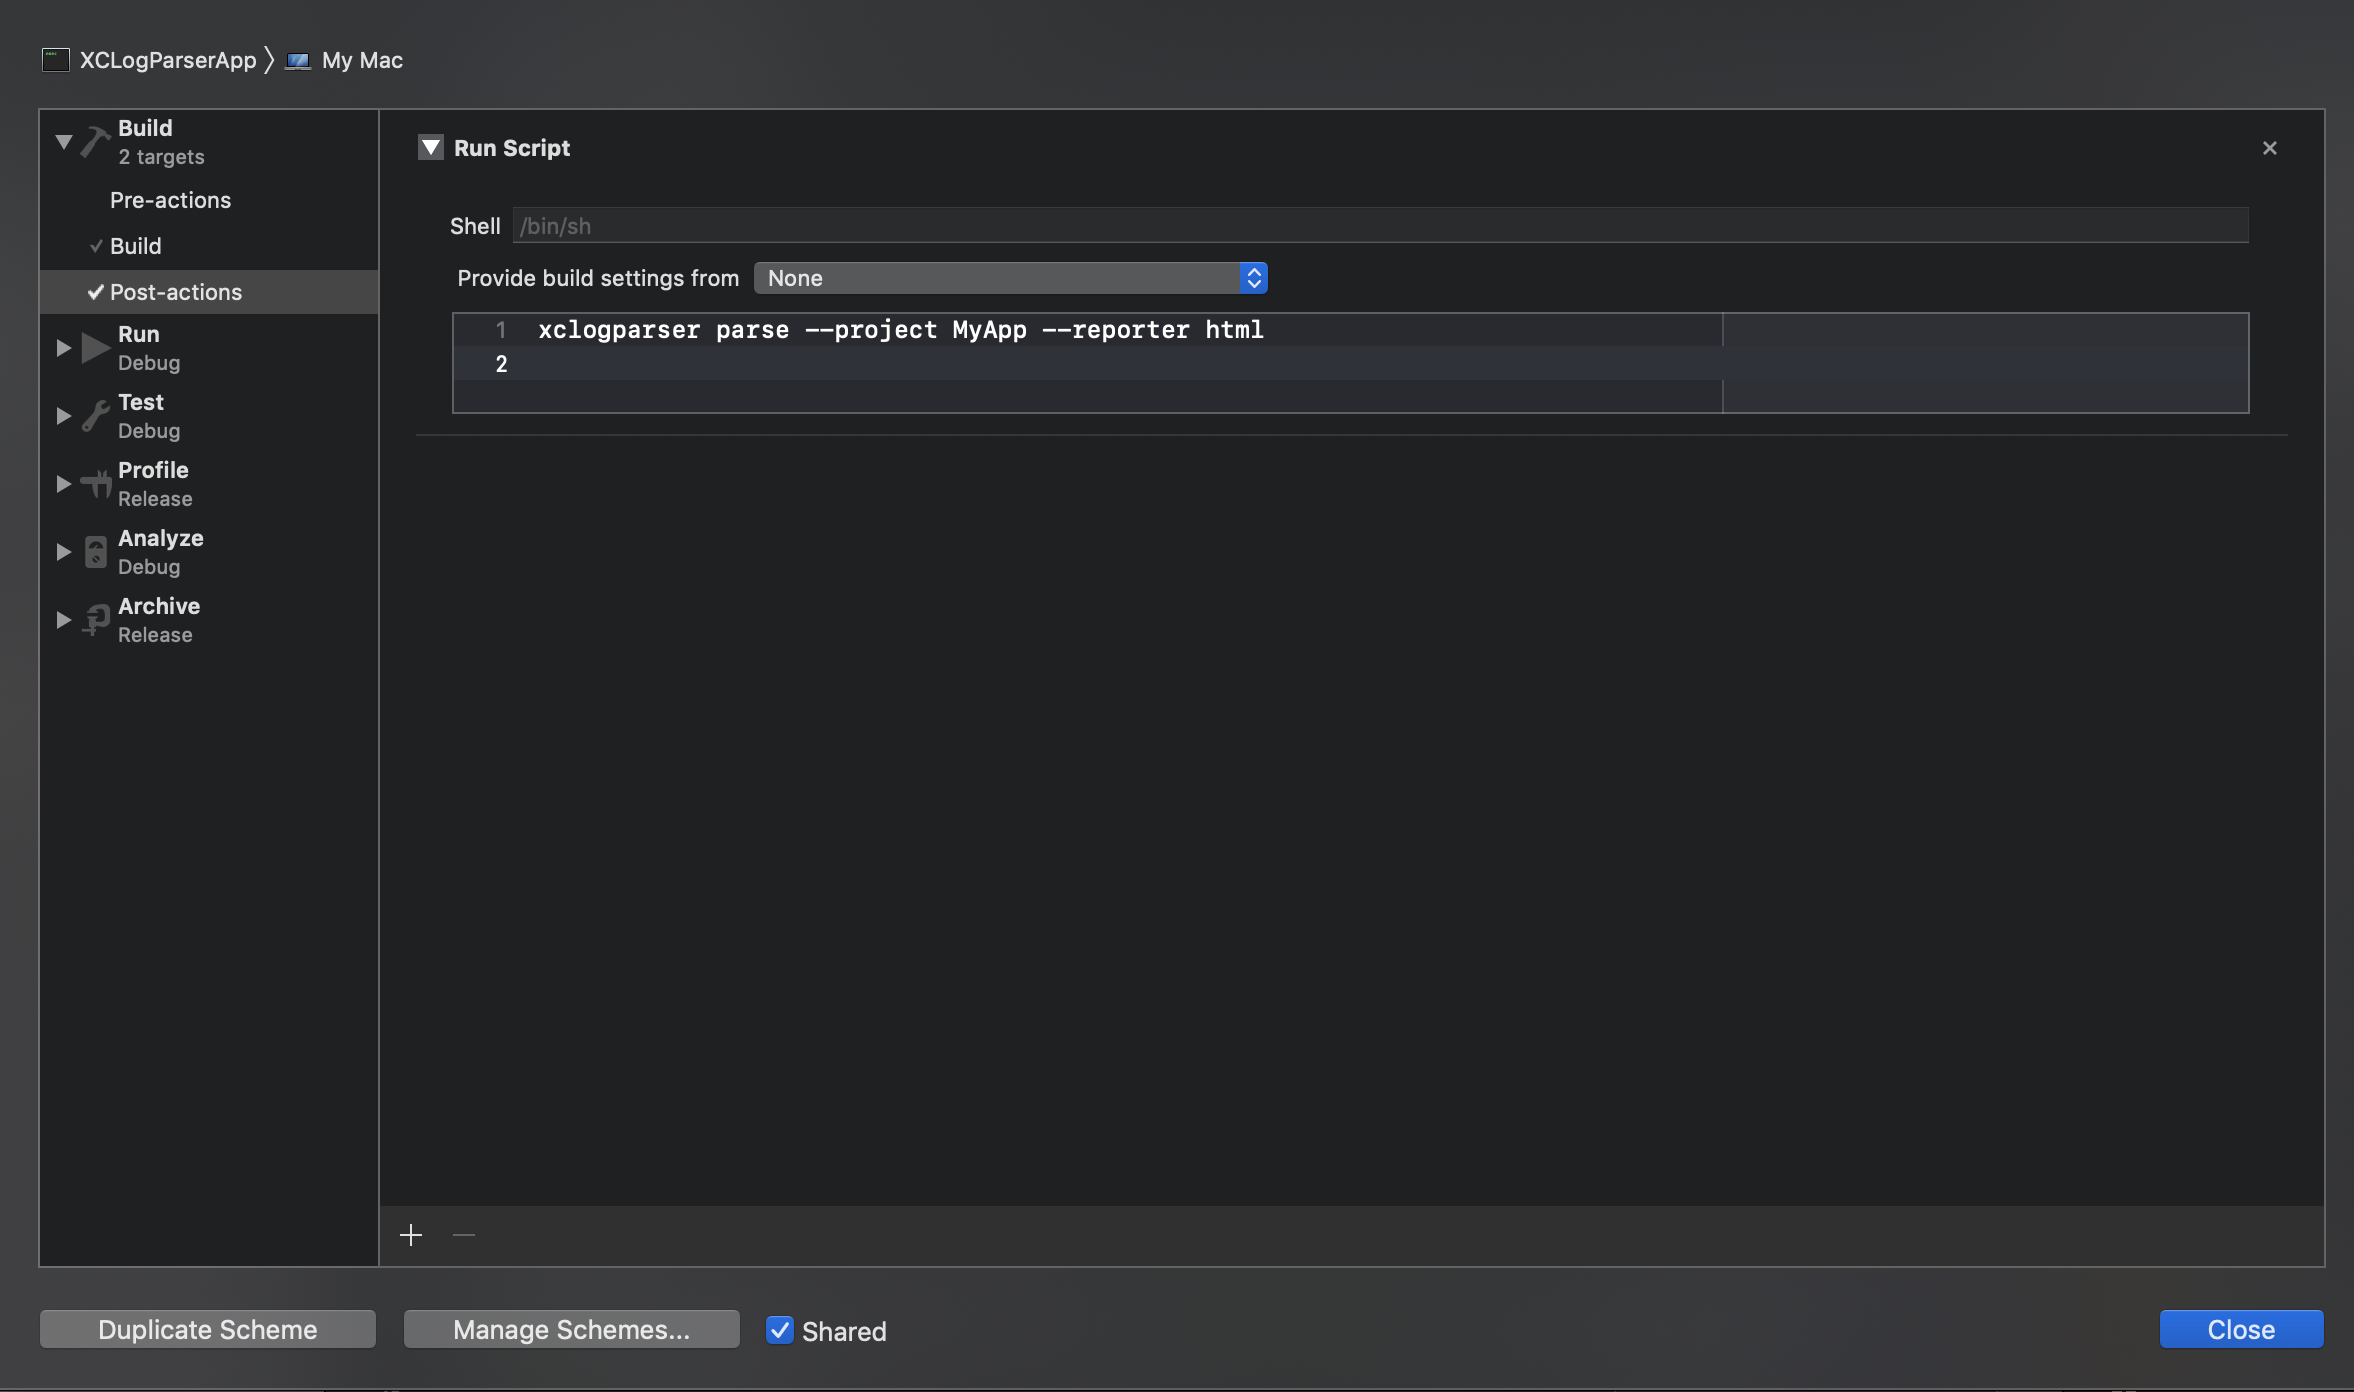 XCLogParserApp 〉 My Mac
Build
2 targets
Pre-actions
Build
Post-actions
Run
Debug
Test
Debug
Profile
Release
Analyze
Debug
Archive
Release
Run Script
Shell /bin/sh
Provide build settings from None
1 xclogparser parse --project MyApp --reporter html
2
Duplicate Scheme
Manage Schemes...
Shared
Close